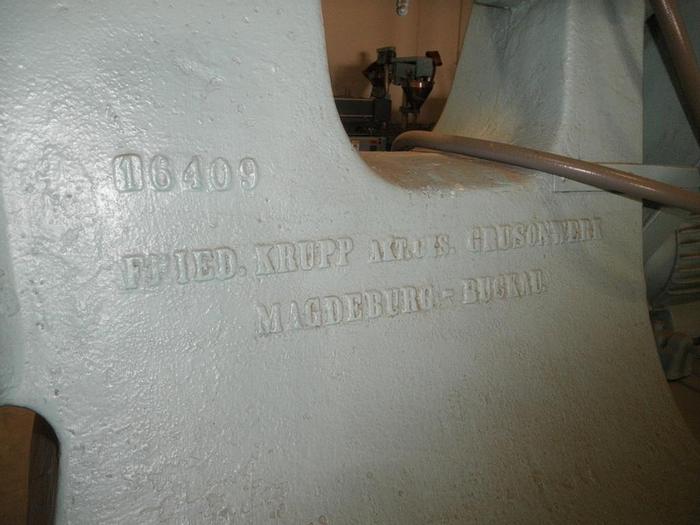 16409
FRIED. KRUPP AKT.GES. GRUSONWERK
MAGDEBURG.-BUCKAU.